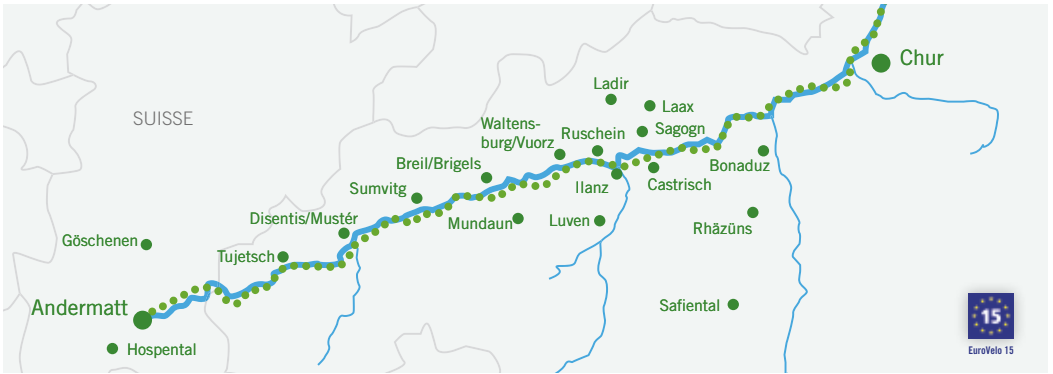 Chur
Ladir
Laax
SUISSE
Waltens-
burg/Vuorz
Ruschein
Sagogn
Breil/Brigels
Bonaduz
Sumvitg
Ilanz
Castrisch
Disentis/Mustér
Mundaun
Luven
Rhäzüns
Göschenen
Tujetsch
Andermatt
Safiental
15
Hospental
EuroVelo 15